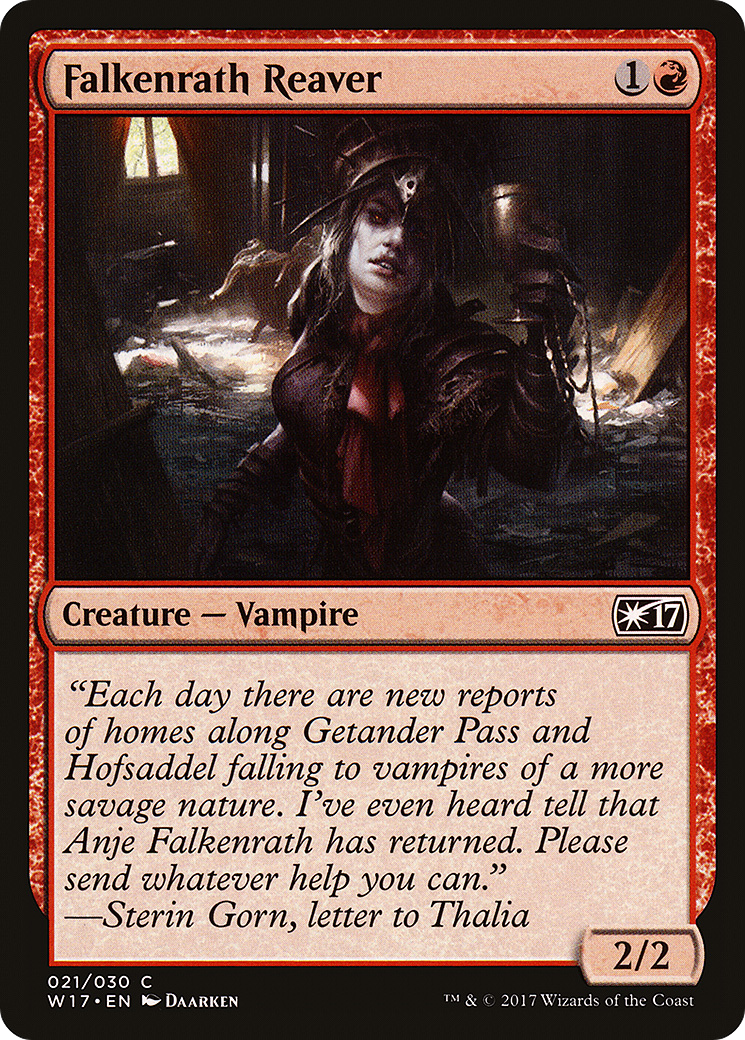 Falkenrath Reaver 1
Creature — Vampire
17
“Each day there are new reports
of homes along Getander Pass and
Hofsaddel falling to vampires of a more
savage nature. I’ve even heard tell that
Anje Falkenrath has returned. Please
send whatever help you can.”
—Sterin Gorn, letter to Thalia
2/2
021/030 C
W17 • EN Daarken
™ & © 2017 Wizards of the Coast